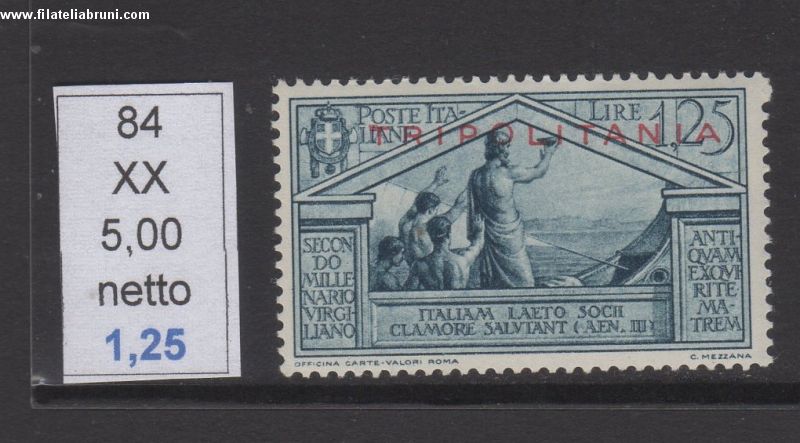 www.filateliabruni.com
84
XX
5,00
netto
1,25
POSTE ITA-
LIANE
LIRE 1,25
TRIPOLITANIA
SECON
DO MILLE
NARIO VIRGI
LIANO
ANTI-
QVAM
EXQVI
RITE
MA-
TREM
ITALIAM LAETO SOCII
CLAMORE SALVTANT (AEN. III)
OFFICINA CARTE-VALORI ROMA
C. MEZZANA